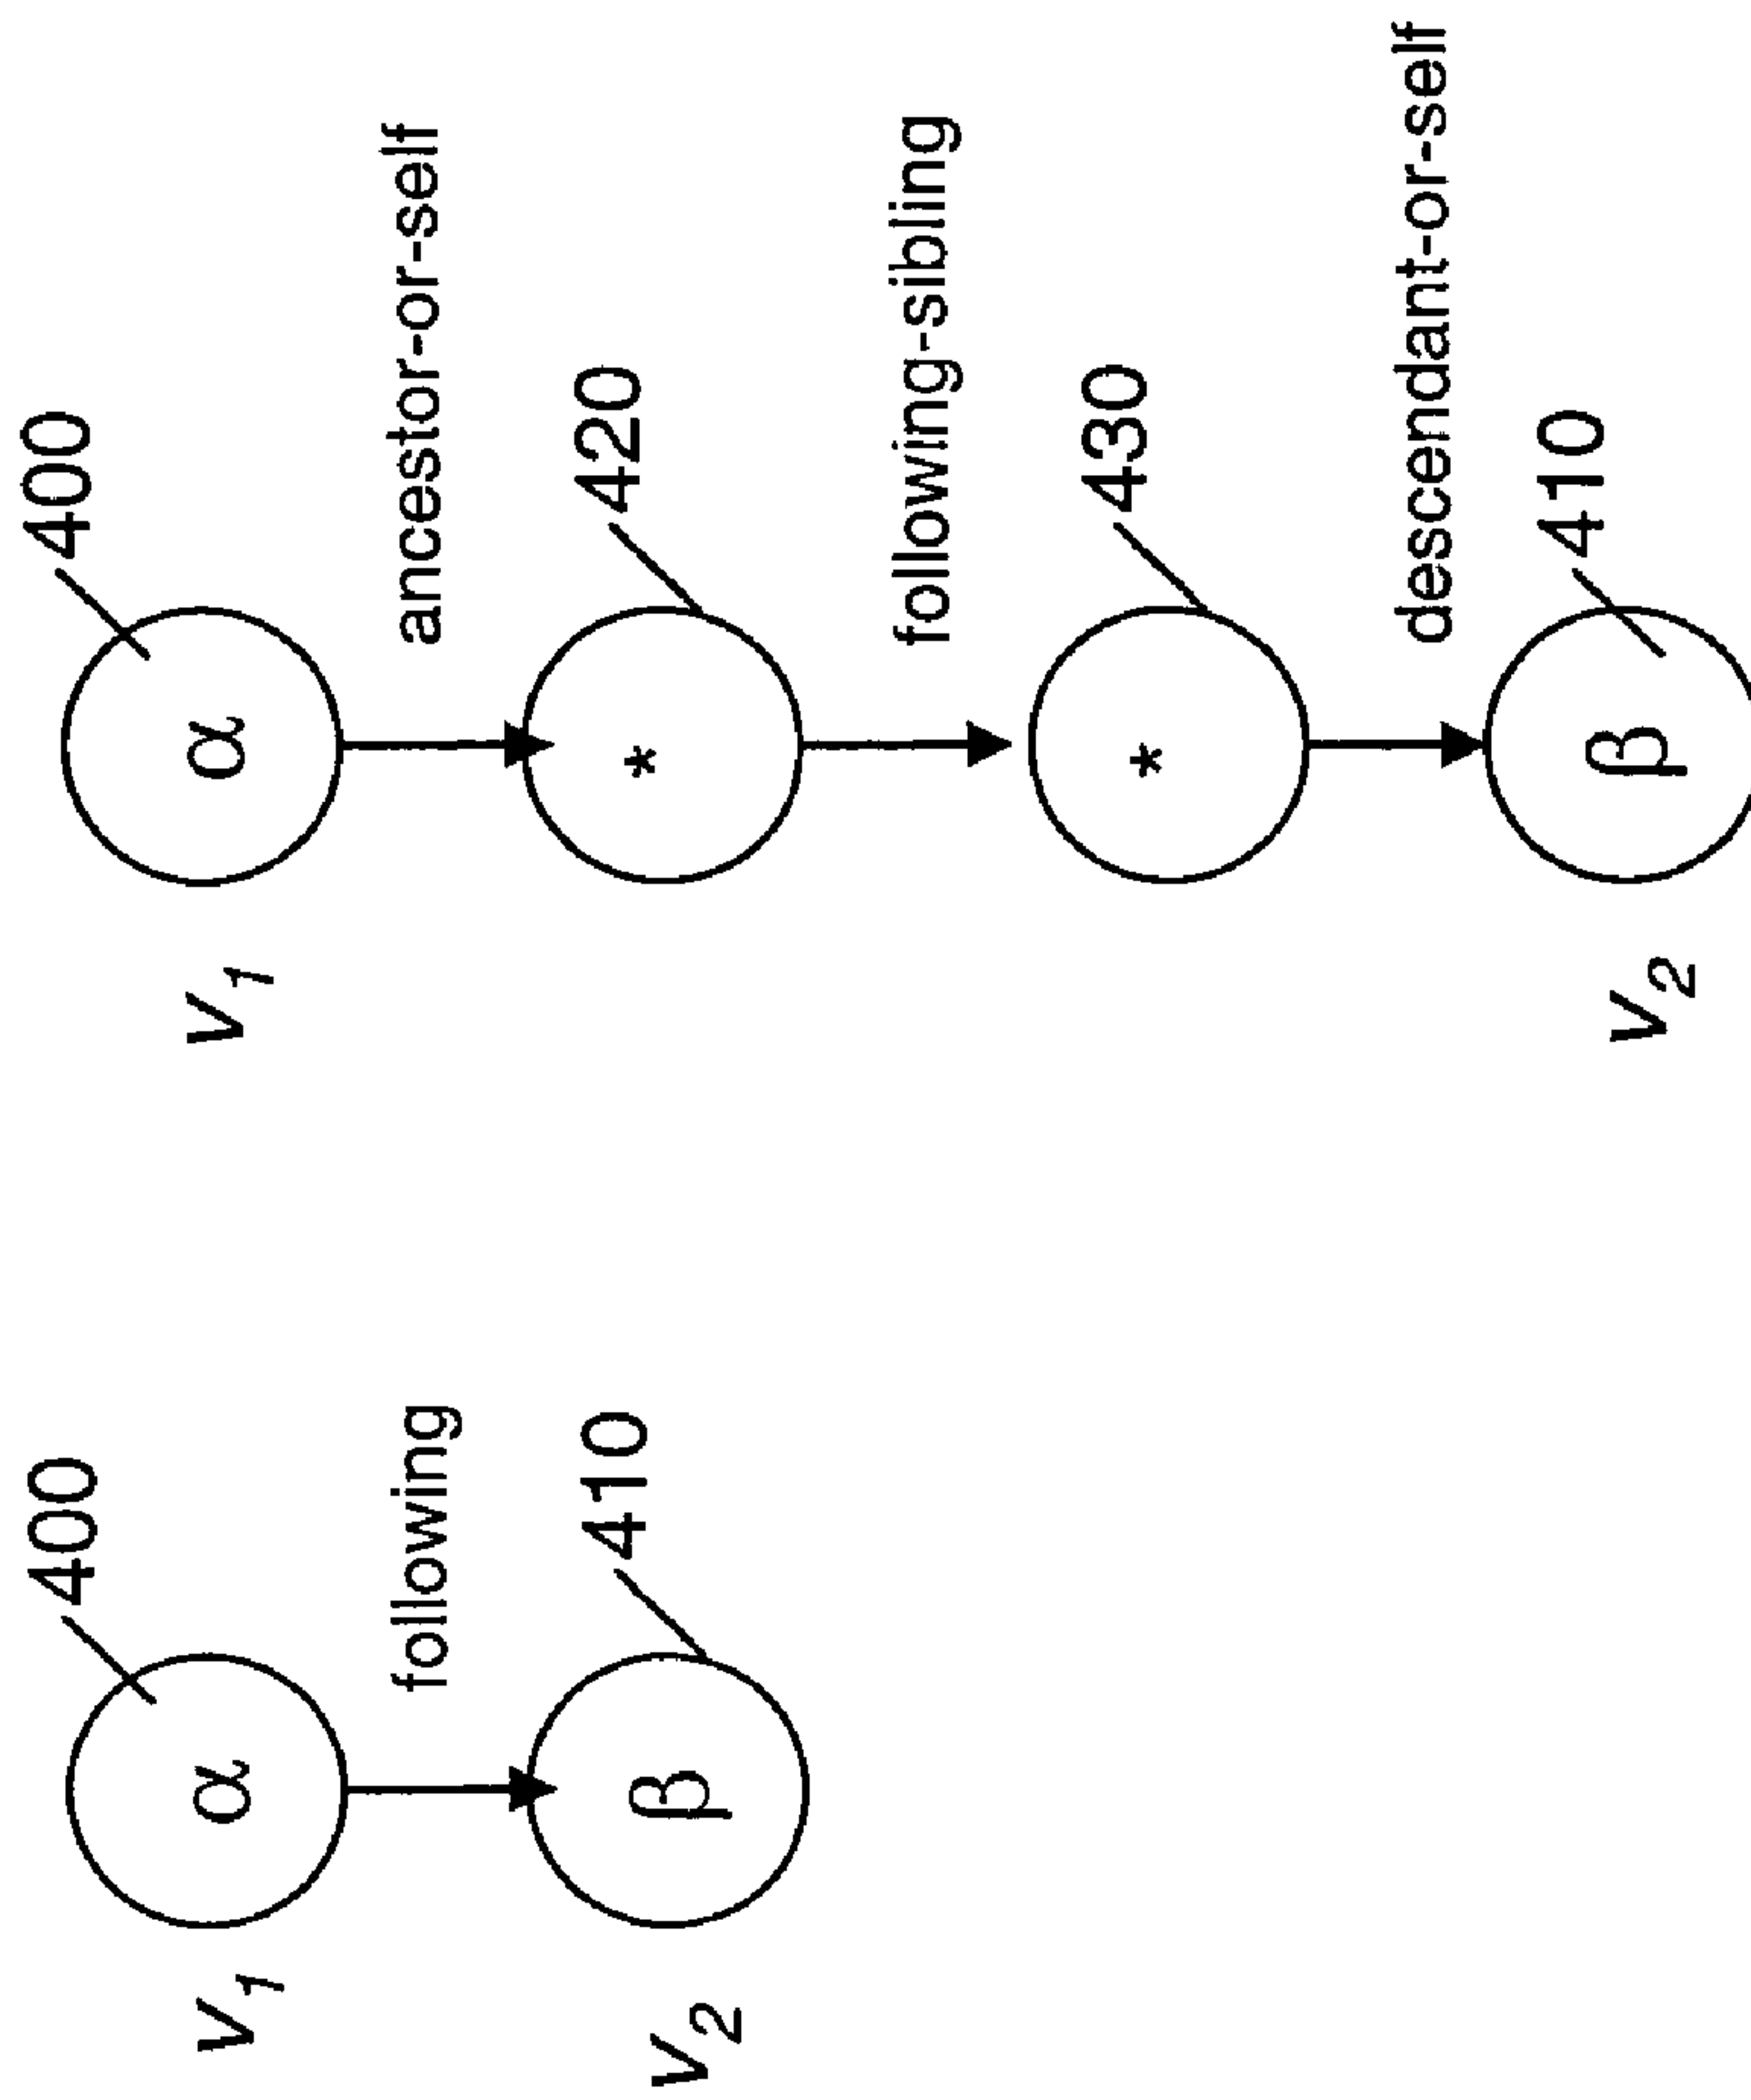 400
V1 α
following
410
V2 β
400
V1 α
ancestor-or-self
420
*
following-sibling
430
*
descendant-or-self
410
V2 β